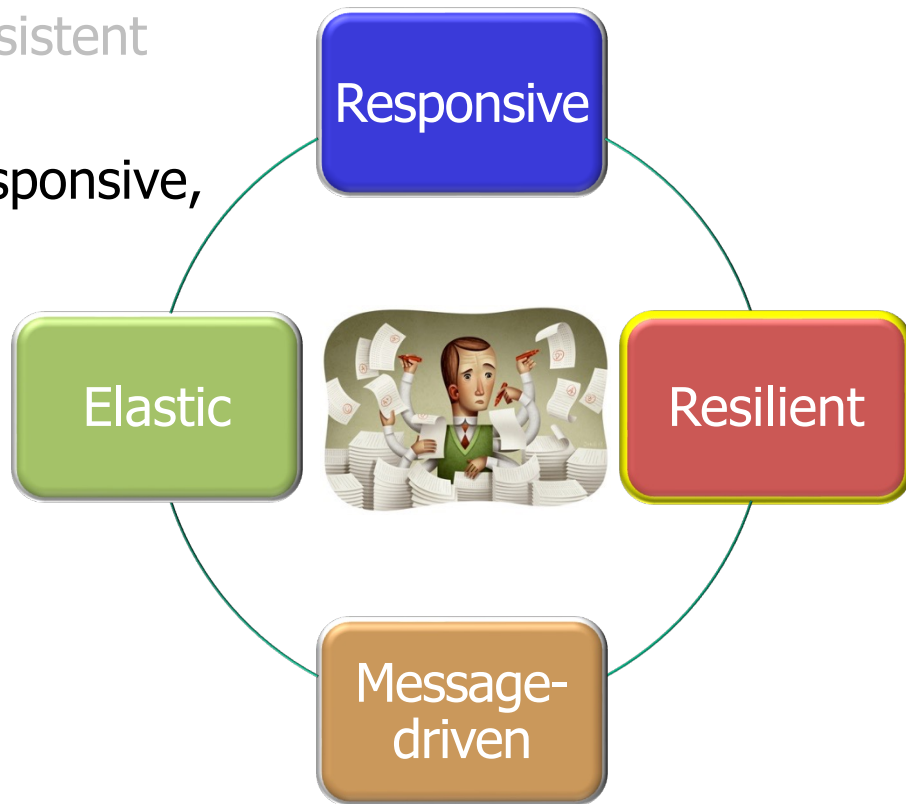 sistent
Responsive
sponsive,
Elastic
Resilient
Message-
driven